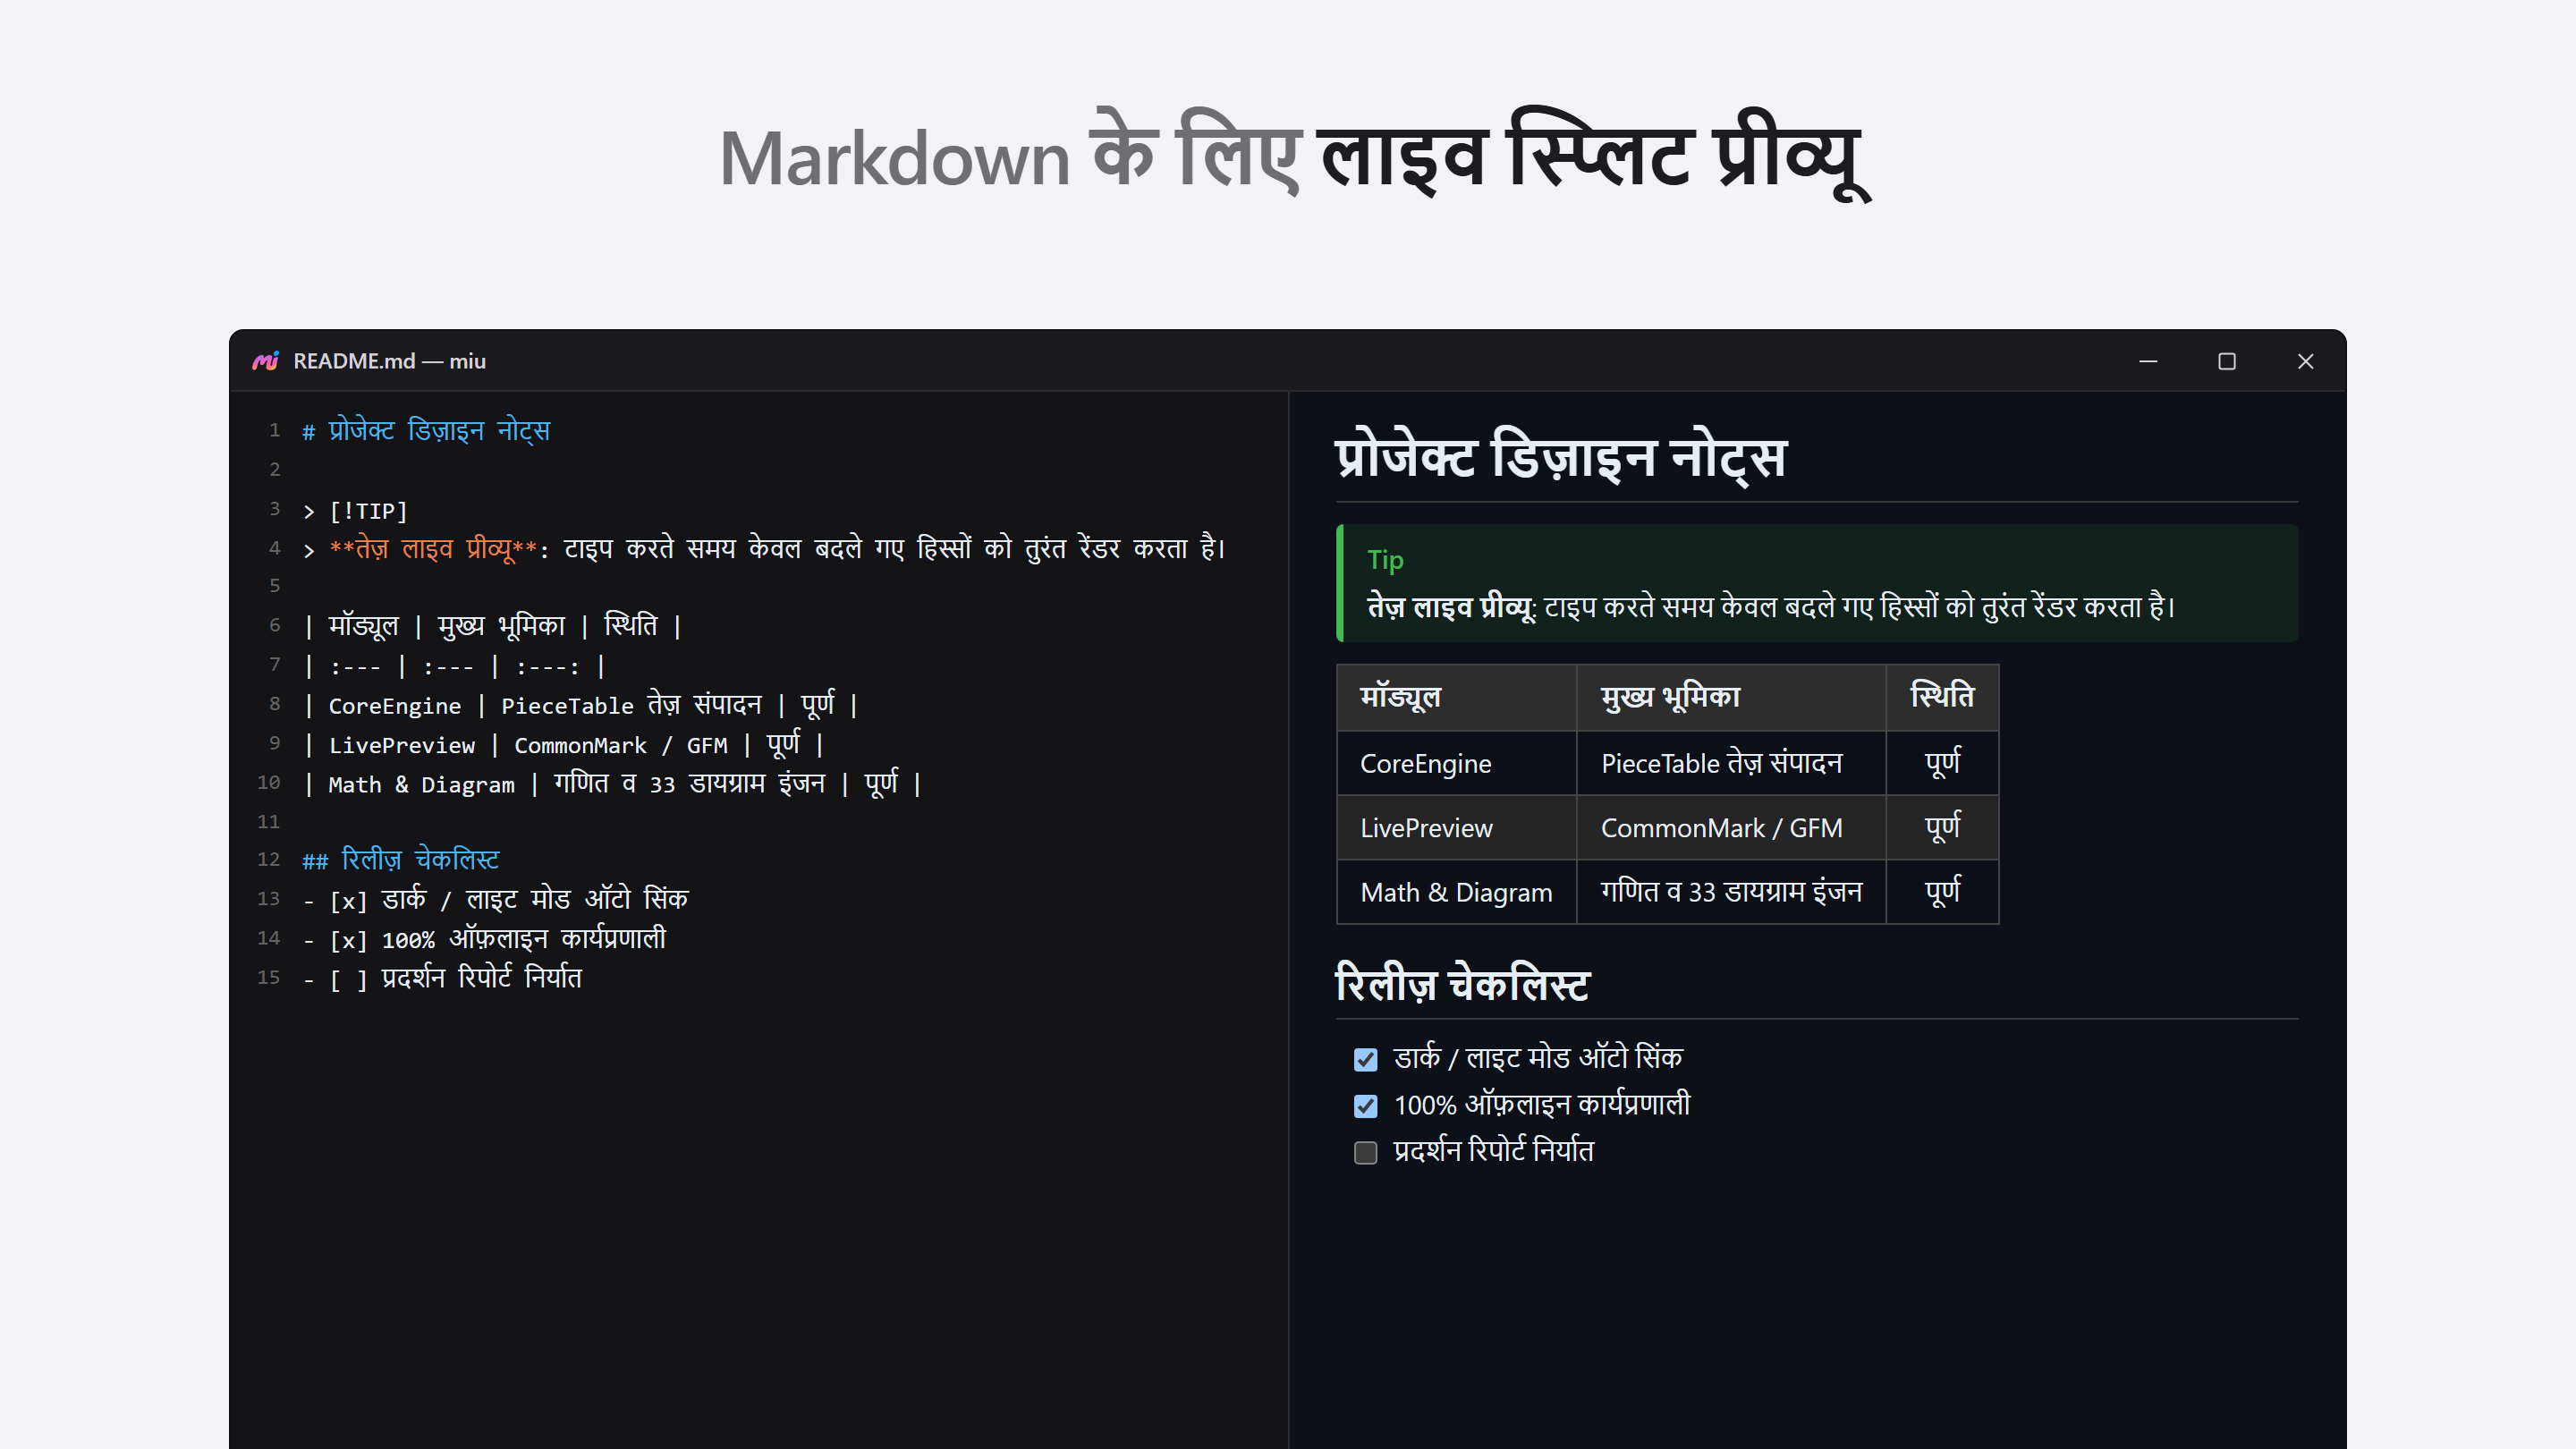 Markdown के लिए लाइव स्प्लिट प्रीव्यू
README.md — miu
1 # प्रोजेक्ट डिज़ाइन नोट्स
2
3 > [!TIP]
4 > **तेज़ लाइव प्रीव्यू**: टाइप करते समय केवल बदले गए हिस्सों को तुरंत रेंडर करता है।
5
6 | मॉड्यूल | मुख्य भूमिका | स्थिति |
7 | :--- | :--- | :---: |
8 | CoreEngine | PieceTable तेज़ संपादन | पूर्ण |
9 | LivePreview | CommonMark / GFM | पूर्ण |
10 | Math & Diagram | गणित व 33 डायग्राम इंजन | पूर्ण |
11
12 ## रिलीज़ चेकलिस्ट
13 - [x] डार्क / लाइट मोड ऑटो सिंक
14 - [x] 100% ऑफ़लाइन कार्यप्रणाली
15 - [ ] प्रदर्शन रिपोर्ट निर्यात
प्रोजेक्ट डिज़ाइन नोट्स
Tip
तेज़ लाइव प्रीव्यू: टाइप करते समय केवल बदले गए हिस्सों को तुरंत रेंडर करता है।
मॉड्यूल मुख्य भूमिका स्थिति
CoreEngine PieceTable तेज़ संपादन पूर्ण
LivePreview CommonMark / GFM पूर्ण
Math & Diagram गणित व 33 डायग्राम इंजन पूर्ण
रिलीज़ चेकलिस्ट
डार्क / लाइट मोड ऑटो सिंक
100% ऑफ़लाइन कार्यप्रणाली
प्रदर्शन रिपोर्ट निर्यात